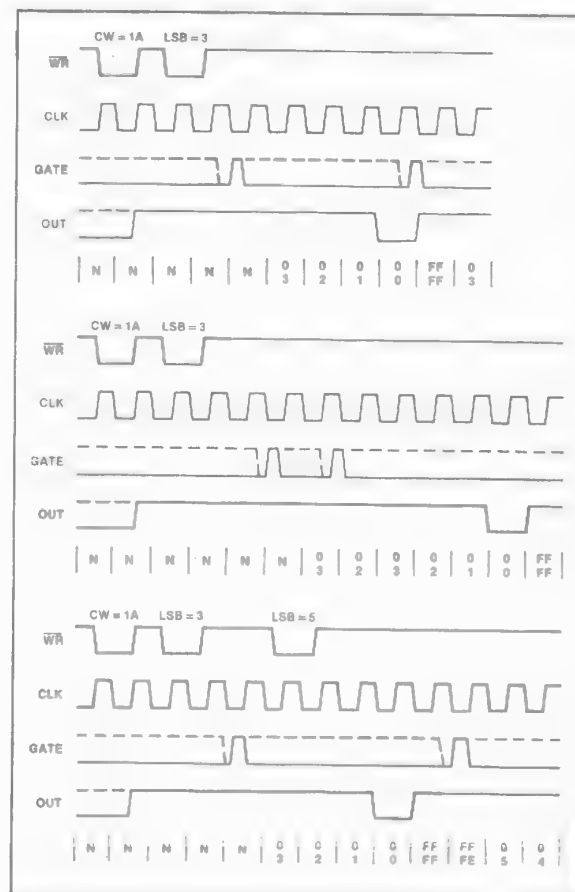 CW = 1A LSB = 3
WR
CLK
GATE
OUT
N N N N N 0 0 0 0 FF 0
3 2 1 0 FF 3
CW = 1A LSB = 3
WR
CLK
GATE
OUT
N N N N N N 0 0 0 0 0 0 FF
3 2 3 2 1 0 FF
CW = 1A LSB = 3 LSB = 5
WR
CLK
GATE
OUT
N N N N N 0 0 0 0 FF FF 0 0
3 2 1 0 FF FE 5 4